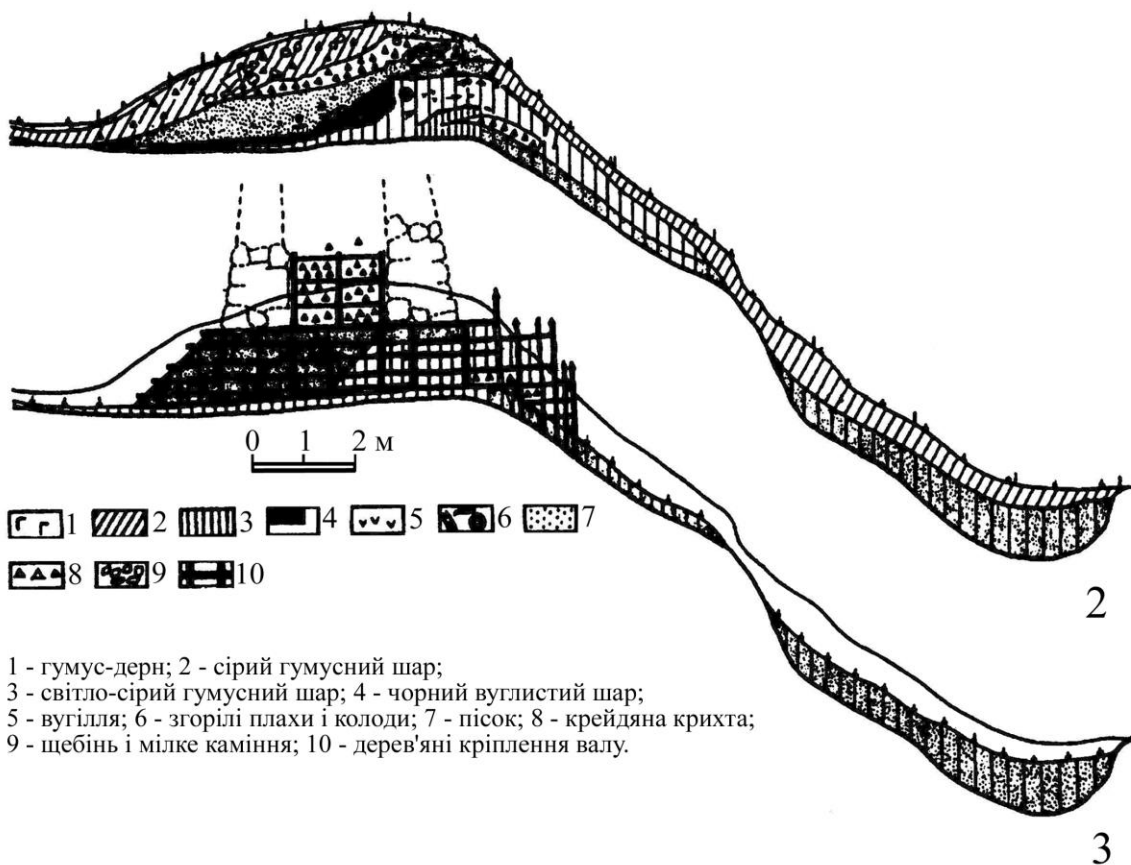 0 1 2 м
1 2 3 4 5 6 7
8 9 10
2
1 - гумус-дерн; 2 - сірий гумусний шар;
3 - світло-сірий гумусний шар; 4 - чорний вуглистий шар;
5 - вугілля; 6 - згорілі плахи і колоди; 7 - пісок; 8 - крейдяна крихта;
9 - щебінь і мілке каміння; 10 - дерев'яні кріплення валу.
3